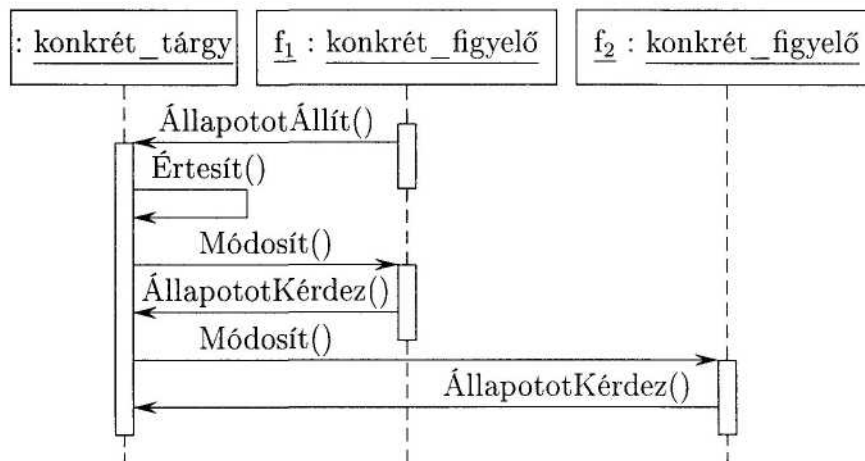 : konkrét_tárgy
f₁ : konkrét_figyelő
f₂ : konkrét_figyelő
ÁllapototÁllít()
Értesít()
Módosít()
ÁllapototKérdez()
Módosít()
ÁllapototKérdez()